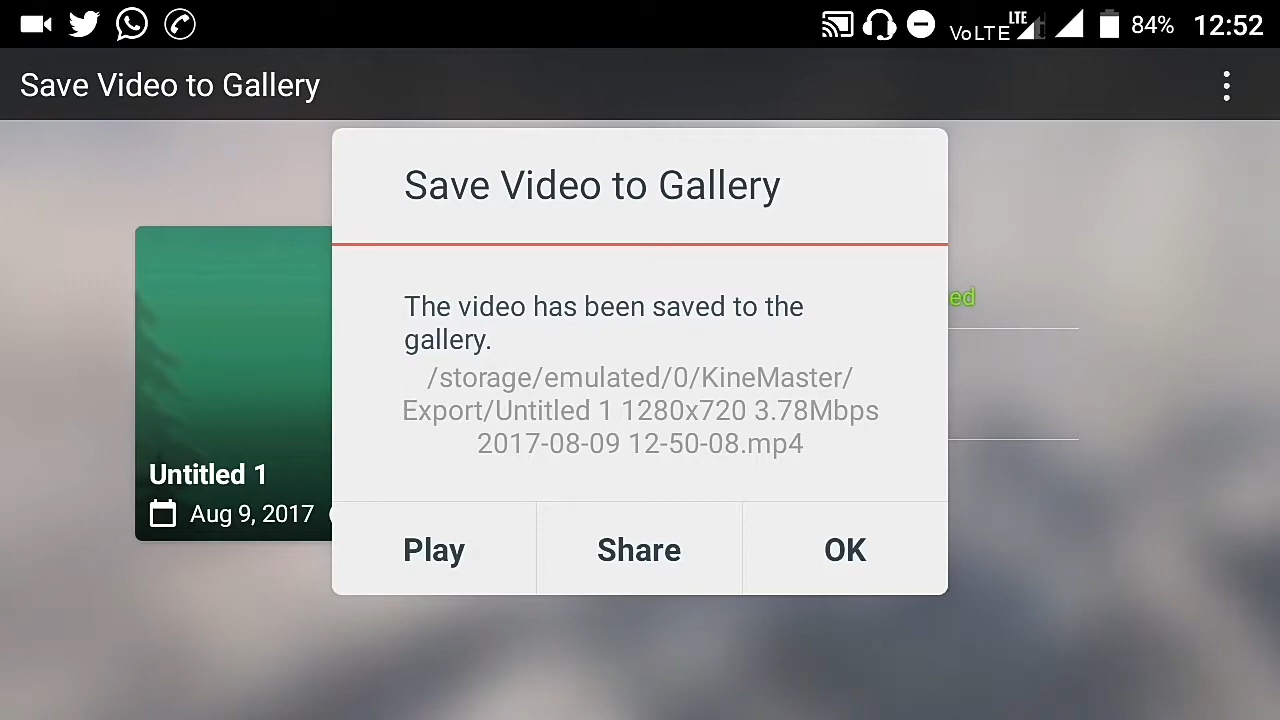 VoLTE LTE 84% 12:52
Save Video to Gallery
Save Video to Gallery
The video has been saved to the
gallery.
/storage/emulated/0/KineMaster/
Export/Untitled 1 1280x720 3.78Mbps
2017-08-09 12-50-08.mp4
ed
Untitled 1
Aug 9, 2017
Play Share OK